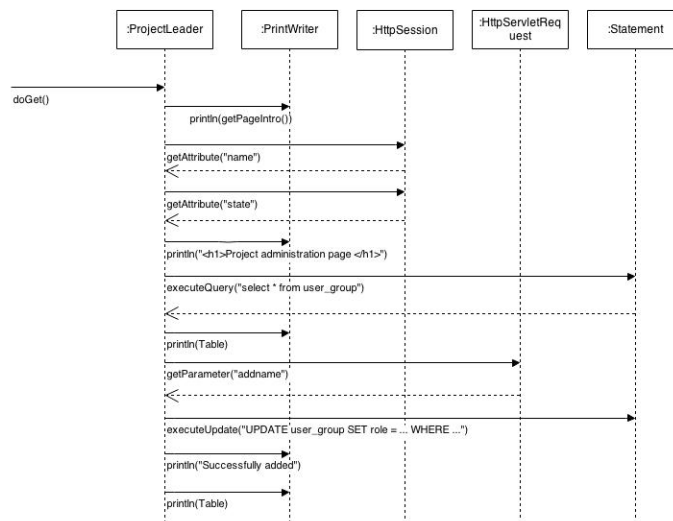 :ProjectLeader
:PrintWriter
:HttpSession
:HttpServletReq
uest
:Statement
doGet()
println(getPageIntro())
getAttribute("name")
getAttribute("state")
println("<h1>Project administration page </h1>")
executeQuery("select * from user_group")
println(Table)
getParameter("addname")
executeUpdate("UPDATE user_group SET role = ... WHERE ...")
println("Successfully added")
println(Table)